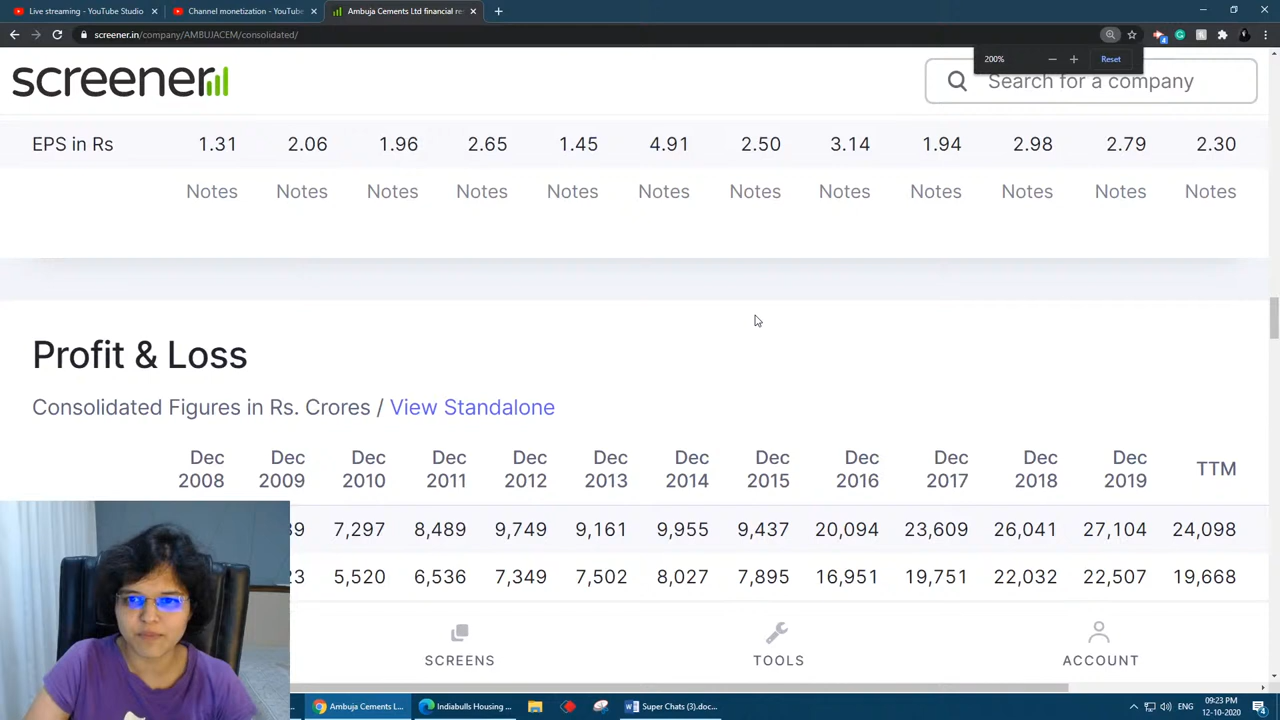 Live streaming - YouTube Studio
Channel monetization - YouTube
Ambuja Cements Ltd financial re
screener.in/company/AMBUJACEM/consolidated/
200% Reset
screener
Search for a company
EPS in Rs 1.31 2.06 1.96 2.65 1.45 4.91 2.50 3.14 1.94 2.98 2.79 2.30
Notes Notes Notes Notes Notes Notes Notes Notes Notes Notes Notes Notes
Profit & Loss
Consolidated Figures in Rs. Crores / View Standalone
Dec Dec Dec Dec Dec Dec Dec Dec Dec Dec Dec Dec
2008 2009 2010 2011 2012 2013 2014 2015 2016 2017 2018 2019 TTM
7,297 8,489 9,749 9,161 9,955 9,437 20,094 23,609 26,041 27,104 24,098
5,520 6,536 7,349 7,502 8,027 7,895 16,951 19,751 22,032 22,507 19,668
SCREENS TOOLS ACCOUNT
Ambuja Cements L...
Indiabulls Housing ...
Super Chats (3).doc...
ENG
09:23 PM
12-10-2020